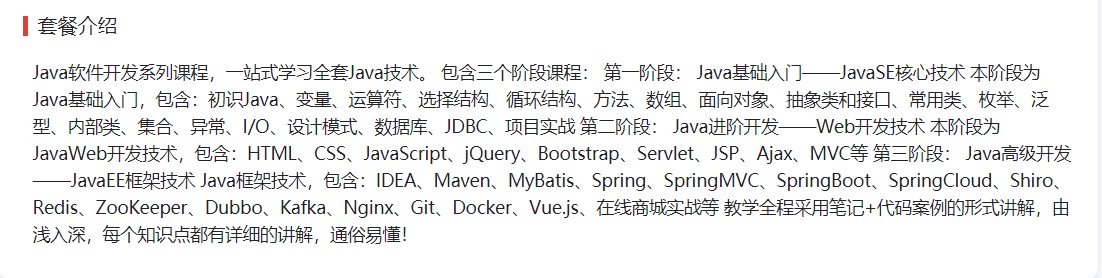 套餐介绍
Java软件开发系列课程，一站式学习全套Java技术。 包含三个阶段课程： 第一阶段： Java基础入门——JavaSE核心技术 本阶段为
Java基础入门，包含：初识Java、变量、运算符、选择结构、循环结构、方法、数组、面向对象、抽象类和接口、常用类、枚举、泛
型、内部类、集合、异常、I/O、设计模式、数据库、JDBC、项目实战 第二阶段： Java进阶开发——Web开发技术 本阶段为
JavaWeb开发技术，包含：HTML、CSS、JavaScript、jQuery、Bootstrap、Servlet、JSP、Ajax、MVC等 第三阶段： Java高级开发
——JavaEE框架技术 Java框架技术，包含：IDEA、Maven、MyBatis、Spring、SpringMVC、SpringBoot、SpringCloud、Shiro、
Redis、ZooKeeper、Dubbo、Kafka、Nginx、Git、Docker、Vue.js、在线商城实战等 教学全程采用笔记+代码案例的形式讲解，由
浅入深，每个知识点都有详细的讲解，通俗易懂！